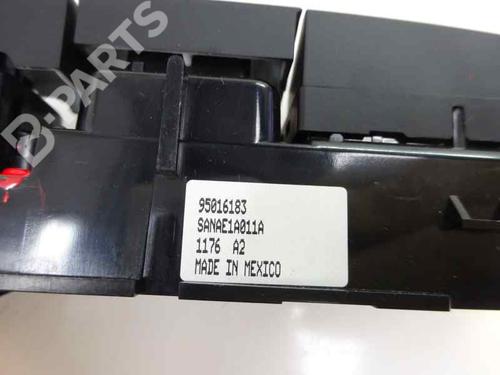 B-PARTS
95016183
SANAE1A011A
1176 A2
MADE IN MEXICO